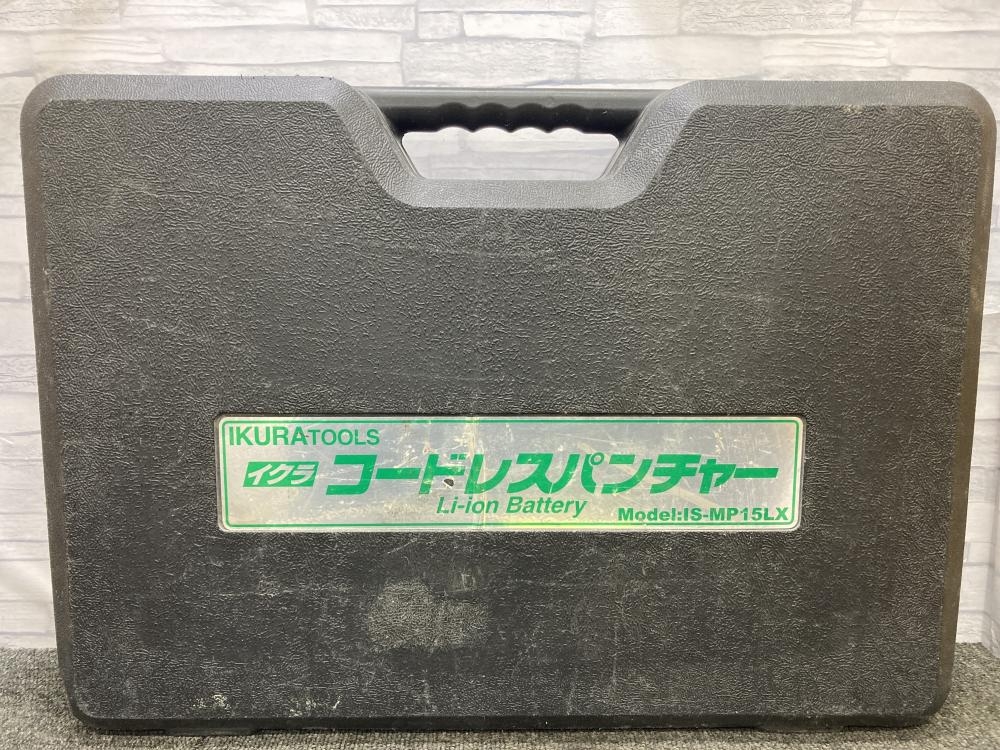 IKURATOOLS
イクラ コードレスパンチャー
Li-ion Battery
Model:IS-MP15LX